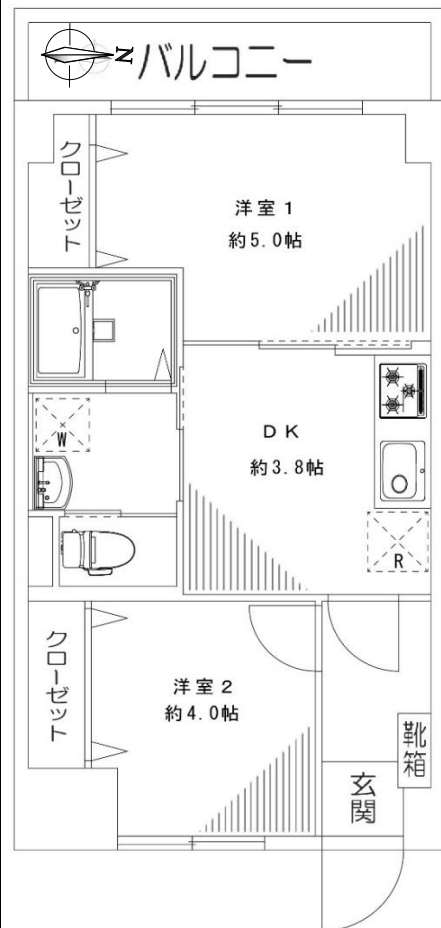 N
バルコニー
クローゼット
洋室1
約5.0帖
DK
約3.8帖
W
R
クローゼット
洋室2
約4.0帖
靴箱
玄関